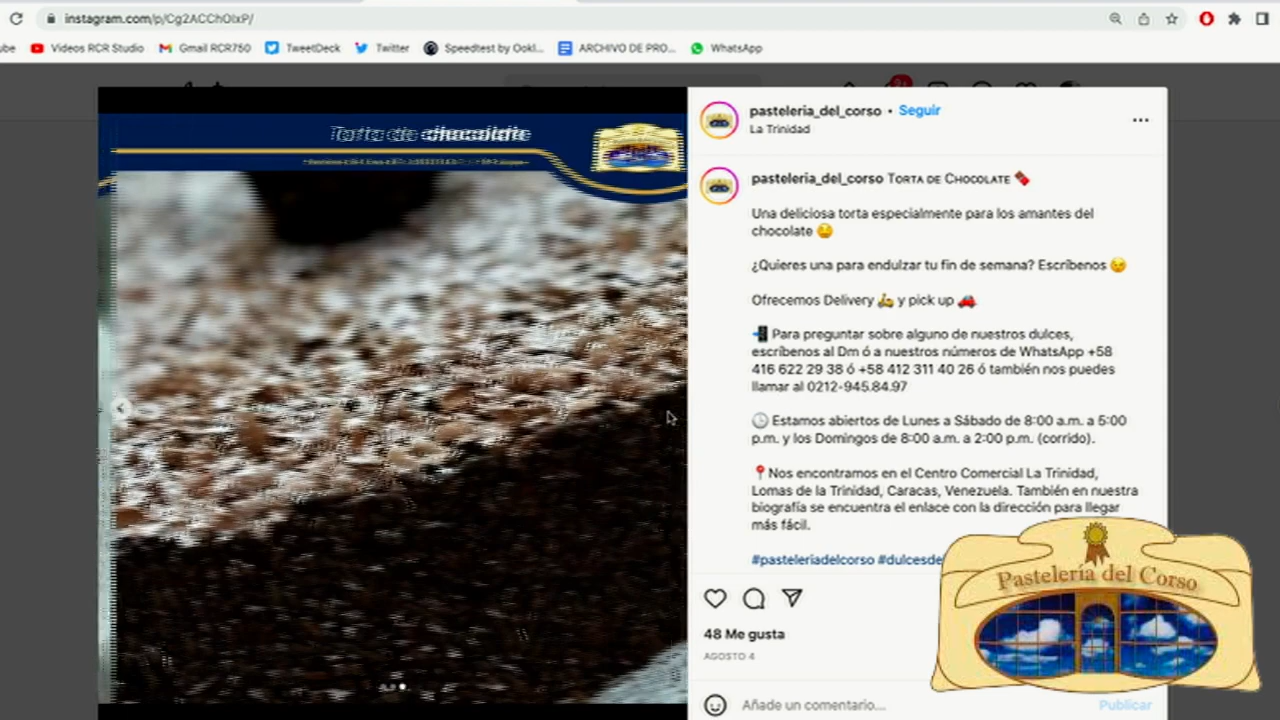 instagram.com/p/Cg2ACChOlxP/
Videos RCR Studio
Gmail RCR750
TweetDeck
Twitter
Speedtest by Ookl...
ARCHIVO DE PRO...
WhatsApp
Torta de chocolate
pasteleria_del_corso • Seguir
La Trinidad
pasteleria_del_corso Torta de Chocolate
Una deliciosa torta especialmente para los amantes del
chocolate
¿Quieres una para endulzar tu fin de semana? Escríbenos
Ofrecemos Delivery y pick up
Para preguntar sobre alguno de nuestros dulces,
escríbenos al Dm ó a nuestros números de WhatsApp +58
416 622 29 38 ó +58 412 311 40 26 ó también nos puedes
llamar al 0212-945.84.97
Estamos abiertos de Lunes a Sábado de 8:00 a.m. a 5:00
p.m. y los Domingos de 8:00 a.m. a 2:00 p.m. (corrido).
Nos encontramos en el Centro Comercial La Trinidad,
Lomas de la Trinidad, Caracas, Venezuela. También en nuestra
biografía se encuentra el enlace con la dirección para llegar
más fácil.
#pasteleriadelcorso #dulcesde
48 Me gusta
AGOSTO 4
Añade un comentario...
Publicar
Pastelería del Corso